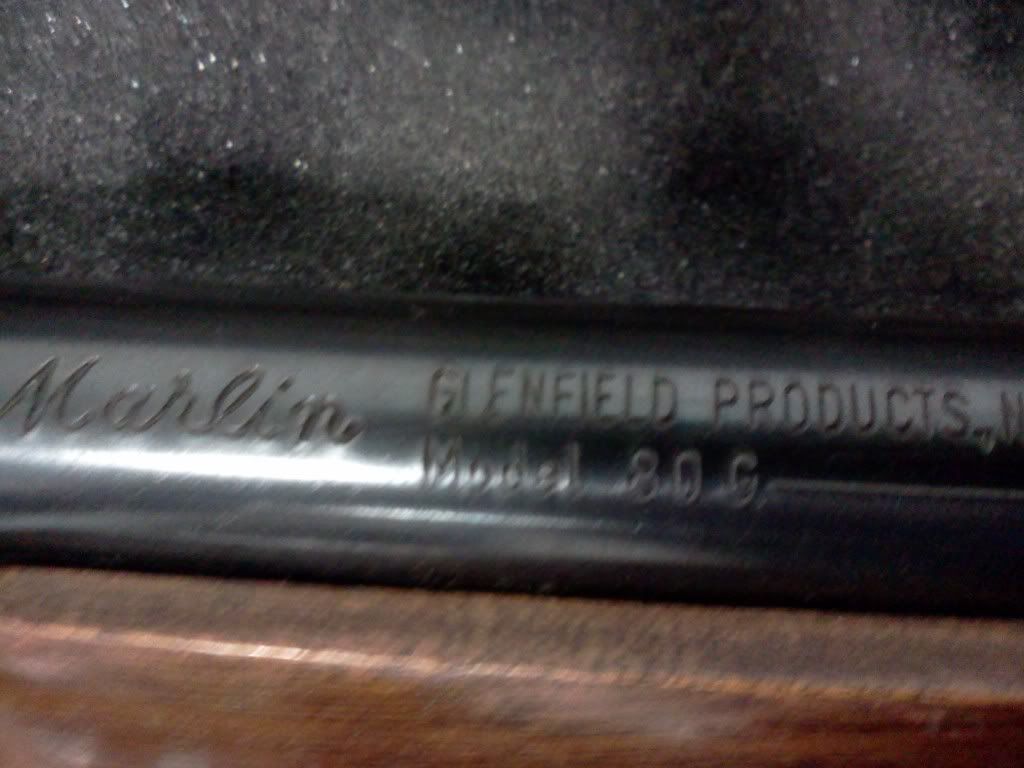 Marlin GLENFIELD PRODUCTS, N
Model 80 G